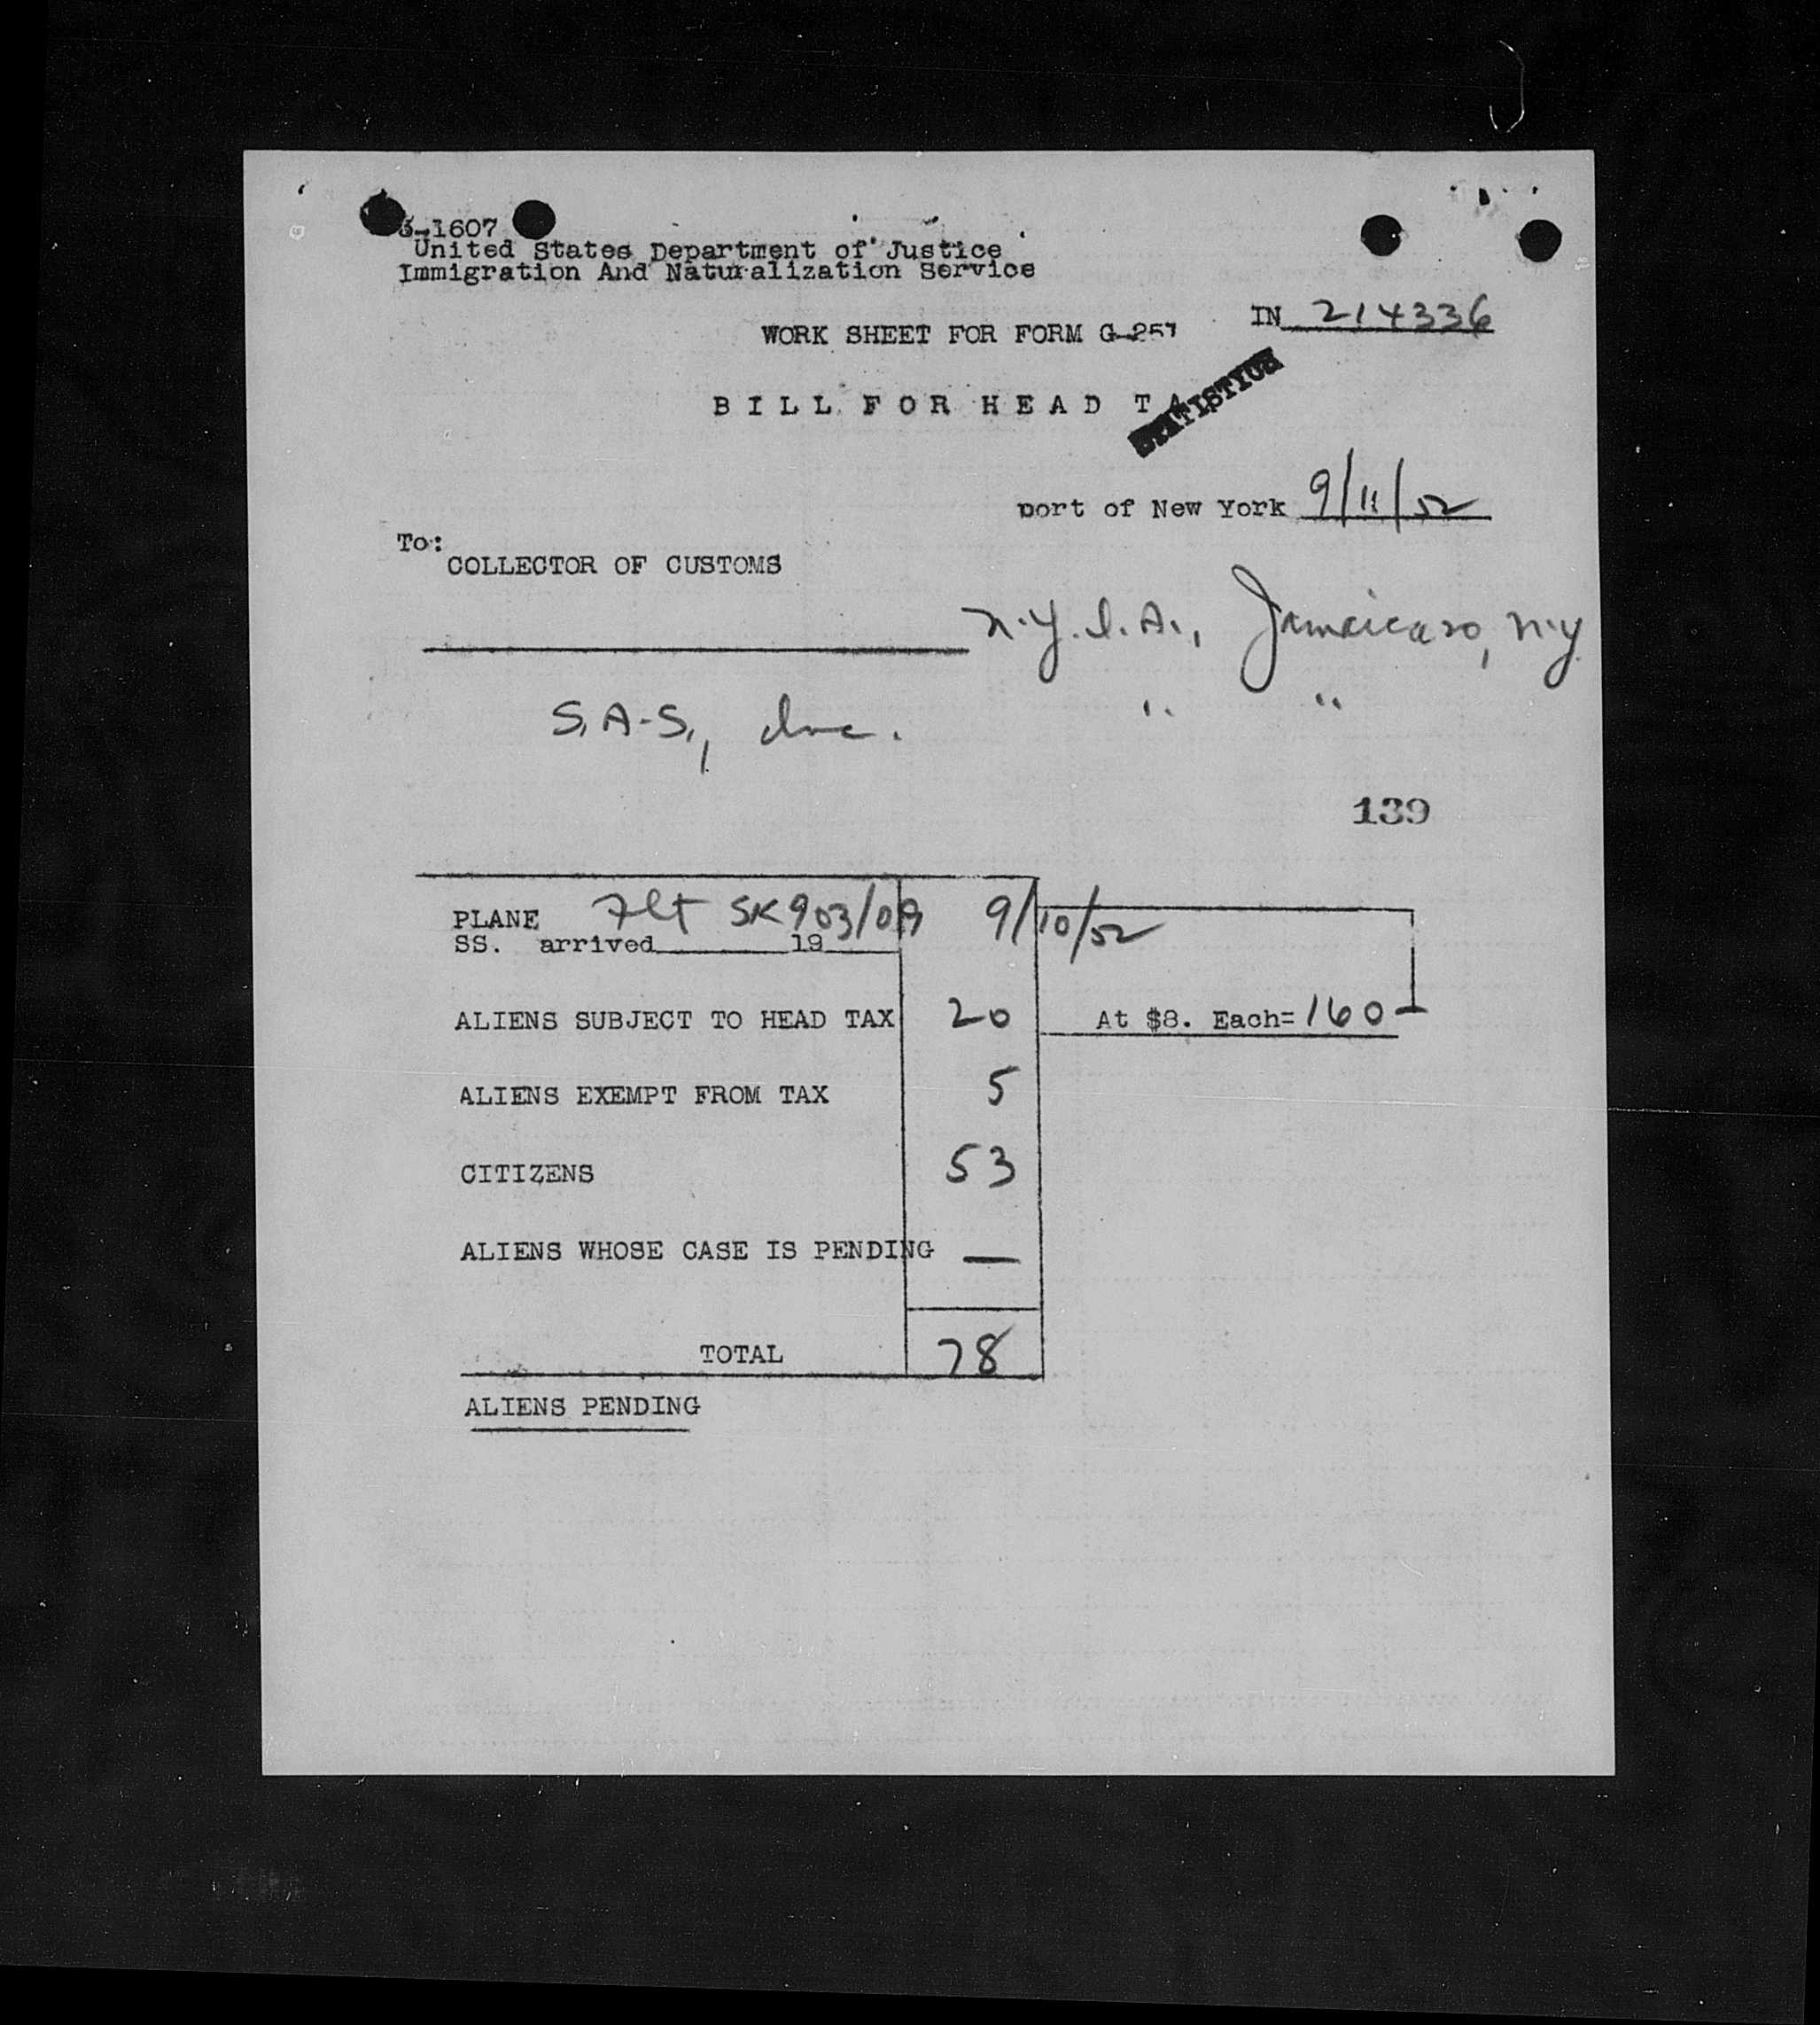 3-1607
United States Department of Justice
Immigration And Naturalization Service
IN 214336
WORK SHEET FOR FORM G-257
BILL FOR HEAD TA
STATISTICS
port of New York 9/11/52
To:
COLLECTOR OF CUSTOMS
N.Y.I.A., Jamaica 30, N.Y.
S.A.S., Inc. " "
139
PLANE Flt SK903/09 9/10/52
SS. arrived 19
ALIENS SUBJECT TO HEAD TAX 20 At $8. Each= 160
ALIENS EXEMPT FROM TAX 5
CITIZENS 53
ALIENS WHOSE CASE IS PENDING —
TOTAL 78
ALIENS PENDING